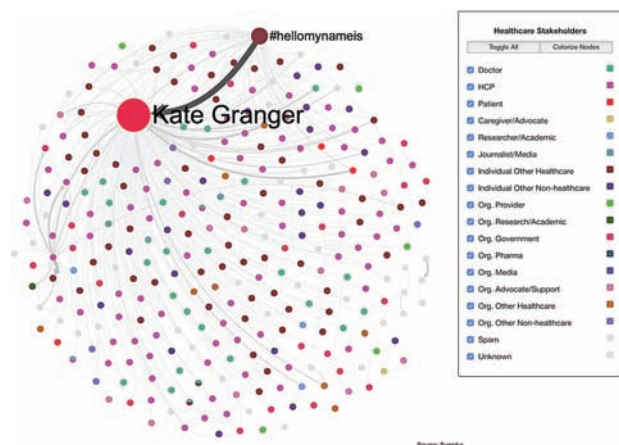 #hellomynameis
Kate Granger
Healthcare Stakeholders
Toggle All
Colorize Nodes
Doctor
HCP
Patient
Caregiver/Advocate
Researcher/Academic
Journalist/Media
Individual Other Healthcare
Individual Other Non-healthcare
Org. Provider
Org. Research/Academic
Org. Government
Org. Pharma
Org. Media
Org. Advocate/Support
Org. Other Healthcare
Org. Other Non-healthcare
Spam
Unknown